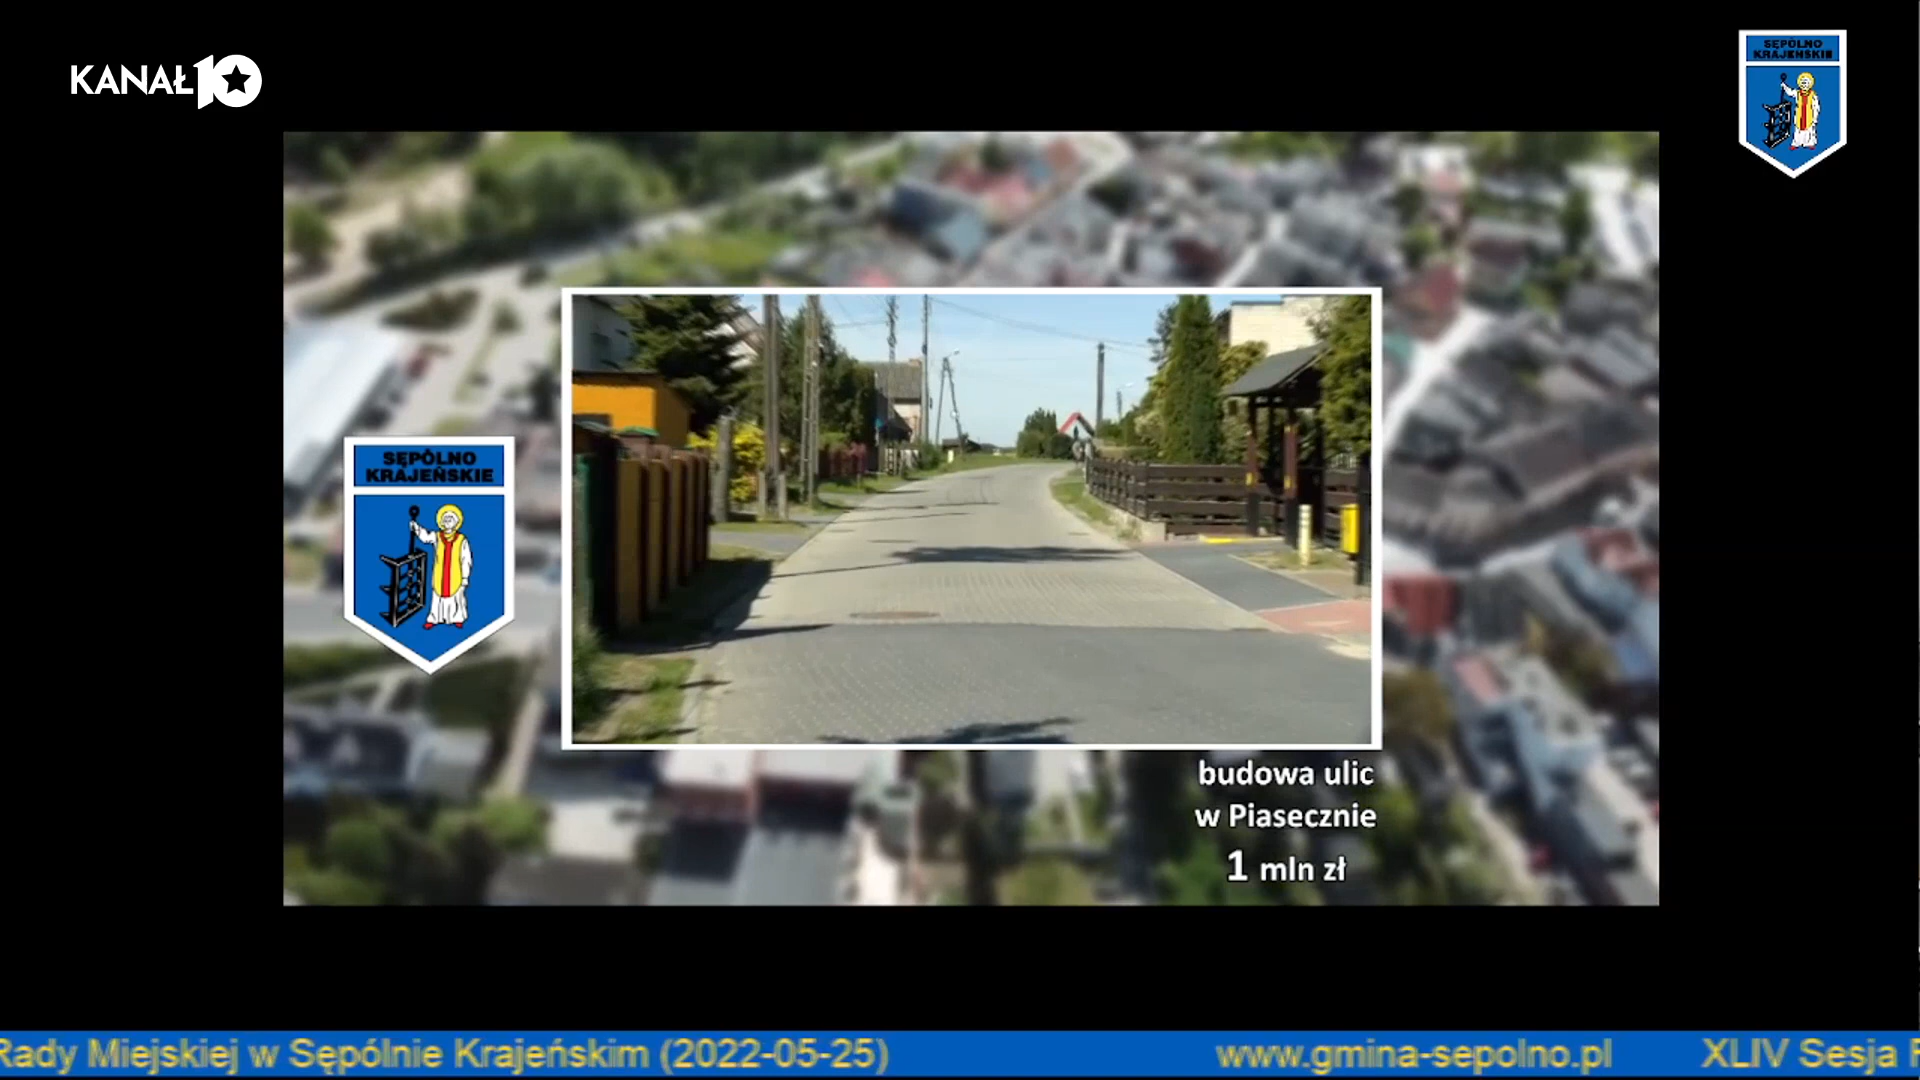 KANAŁ10
SĘPÓLNO
KRAJEŃSKIE
SĘPÓLNO
KRAJEŃSKIE
budowa ulic
w Piasecznie
1 mln zł
Rady Miejskiej w Sępólnie Krajeńskim (2022-05-25) www.gmina-sepolno.pl XLIV Sesja R